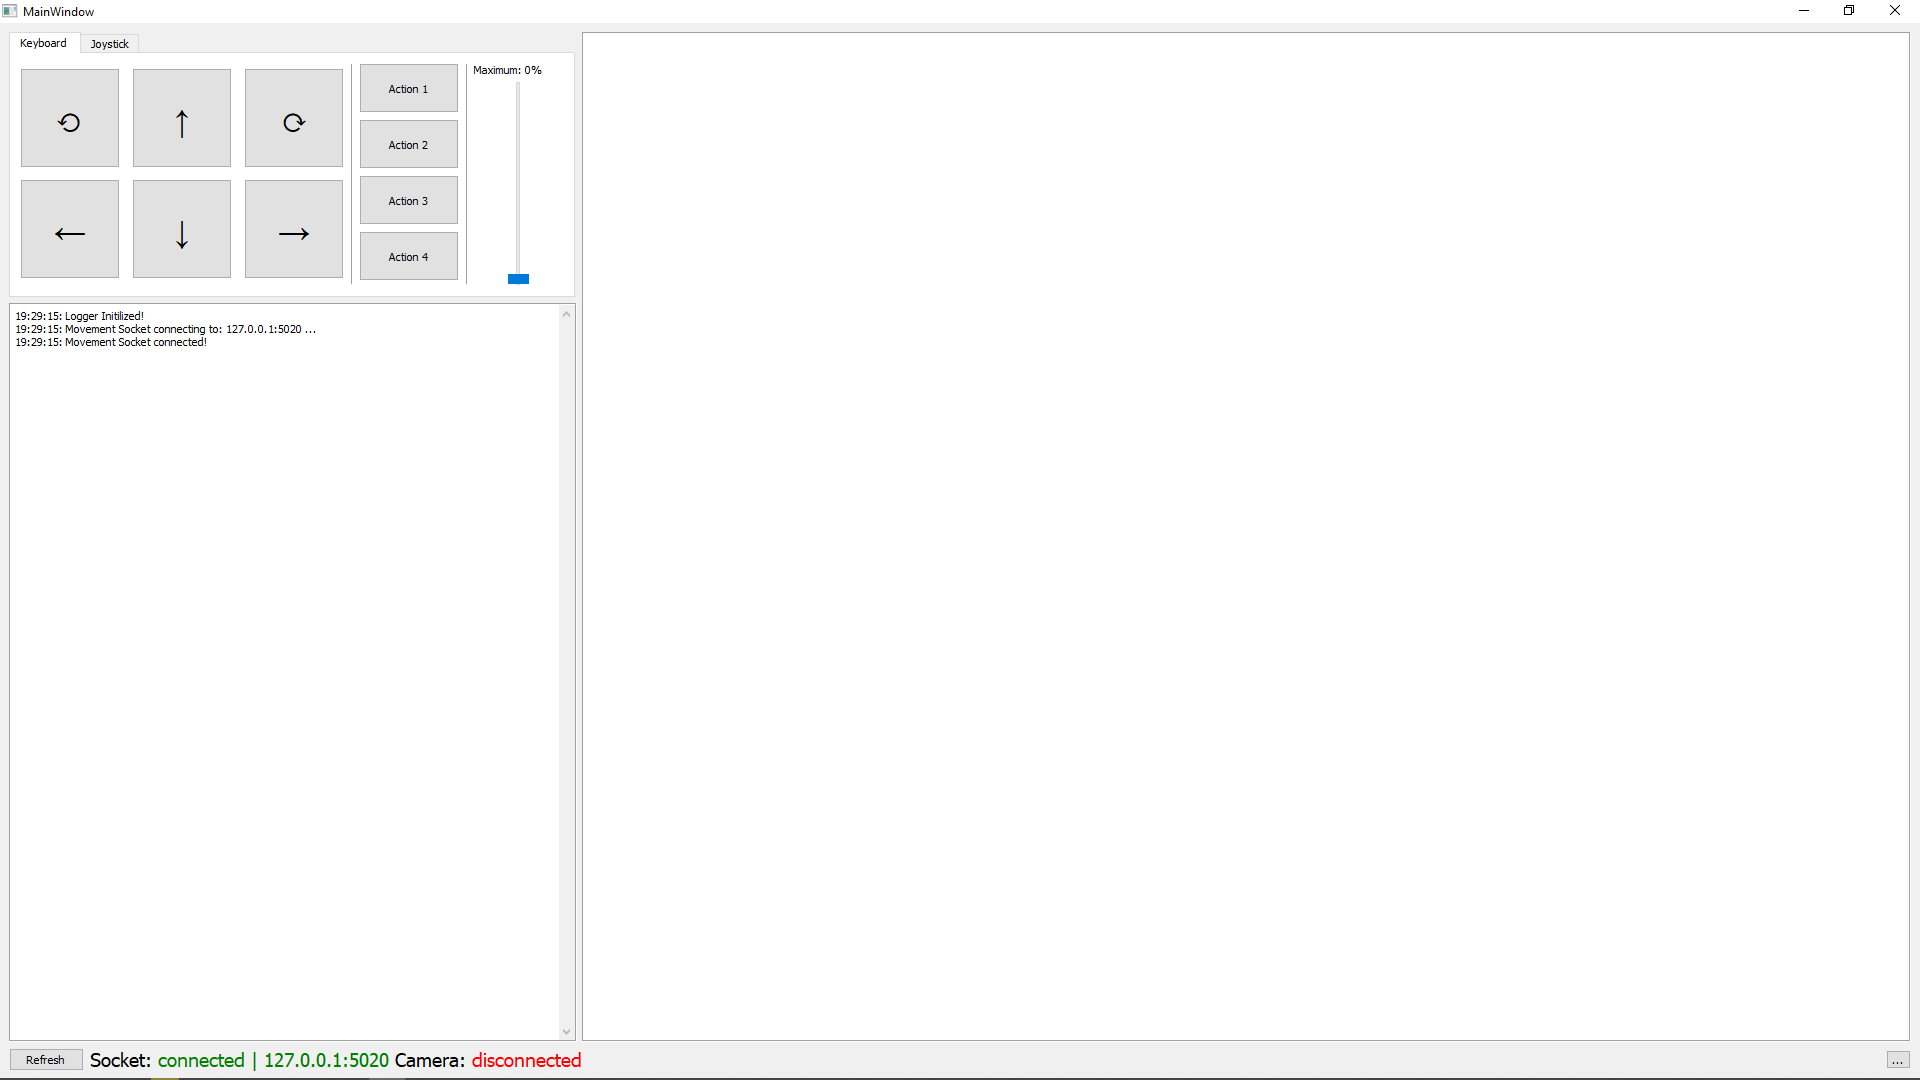 MainWindow
Keyboard Joystick
Maximum: 0%
Action 1
⟲ ↑ ⟳
Action 2
Action 3
← ↓ →
Action 4
19:29:15: Logger Initilized!
19:29:15: Movement Socket connecting to: 127.0.0.1:5020 ...
19:29:15: Movement Socket connected!
Refresh Socket: connected | 127.0.0.1:5020 Camera: disconnected ...